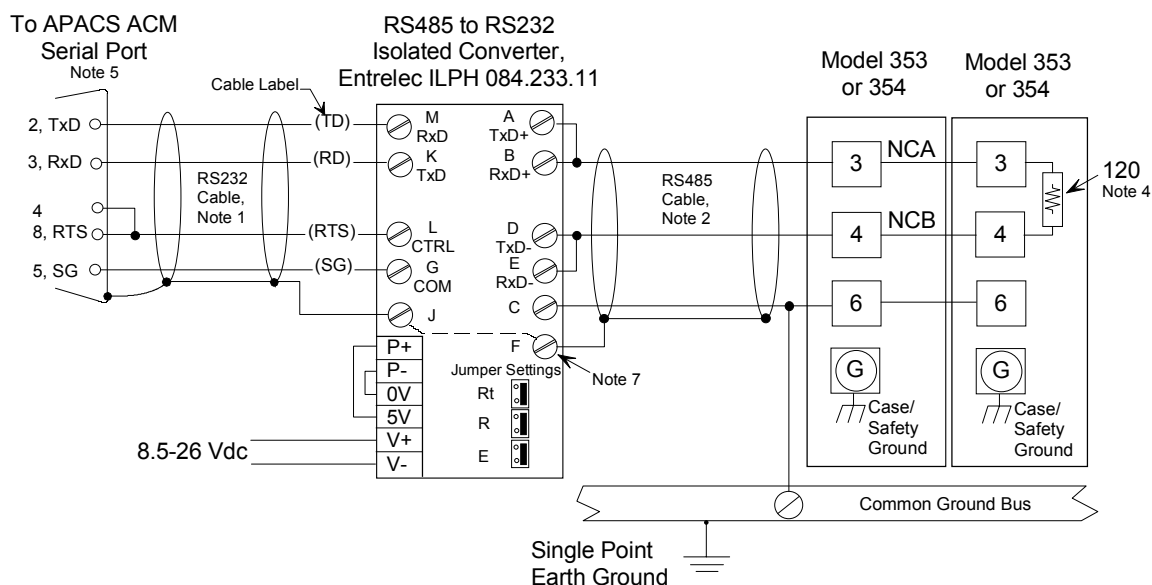 To APACS ACM
Serial Port
Note 5
RS485 to RS232
Isolated Converter,
Entrelec ILPH 084.233.11
Model 353
or 354
Model 353
or 354
Cable Label
2, TxD
(TD)
M
RxD
A
TxD+
3, RxD
(RD)
K
TxD
B
RxD+
RS232
Cable,
Note 1
RS485
Cable,
Note 2
3
NCA
3
120
Note 4
4
8, RTS
(RTS)
L
CTRL
D
TxD-
4
NCB
4
5, SG
(SG)
G
COM
E
RxD-
J
C
6
6
P+
P-
0V
5V
V+
V-
F
Note 7
Jumper Settings
Rt
R
E
8.5-26 Vdc
G
Case/
Safety
Ground
G
Case/
Safety
Ground
Common Ground Bus
Single Point
Earth Ground